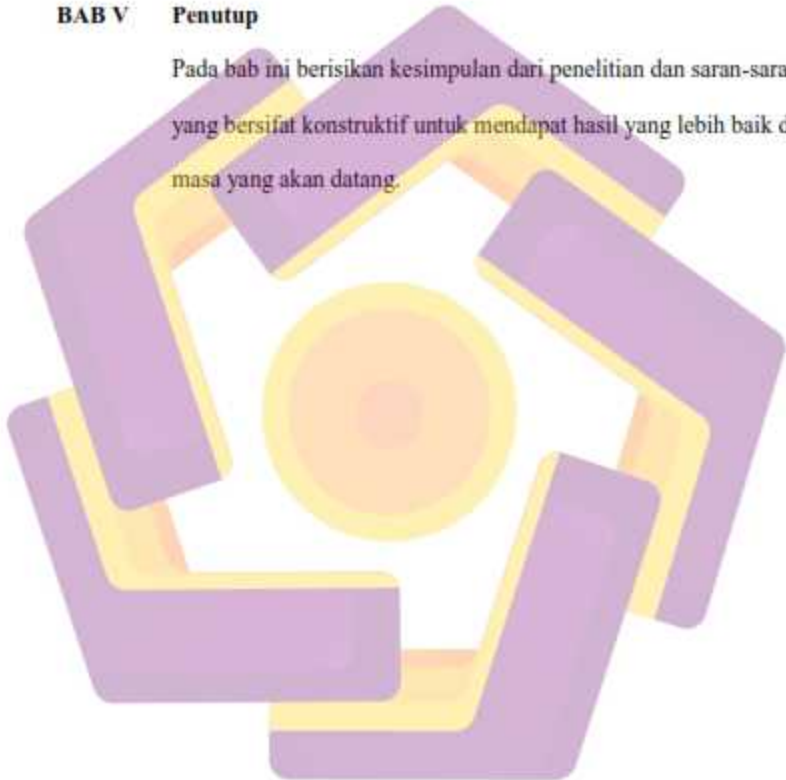 BAB V Penutup
Pada bab ini berisikan kesimpulan dari penelitian dan saran-sara
yang bersifat konstruktif untuk mendapat hasil yang lebih baik d
masa yang akan datang.